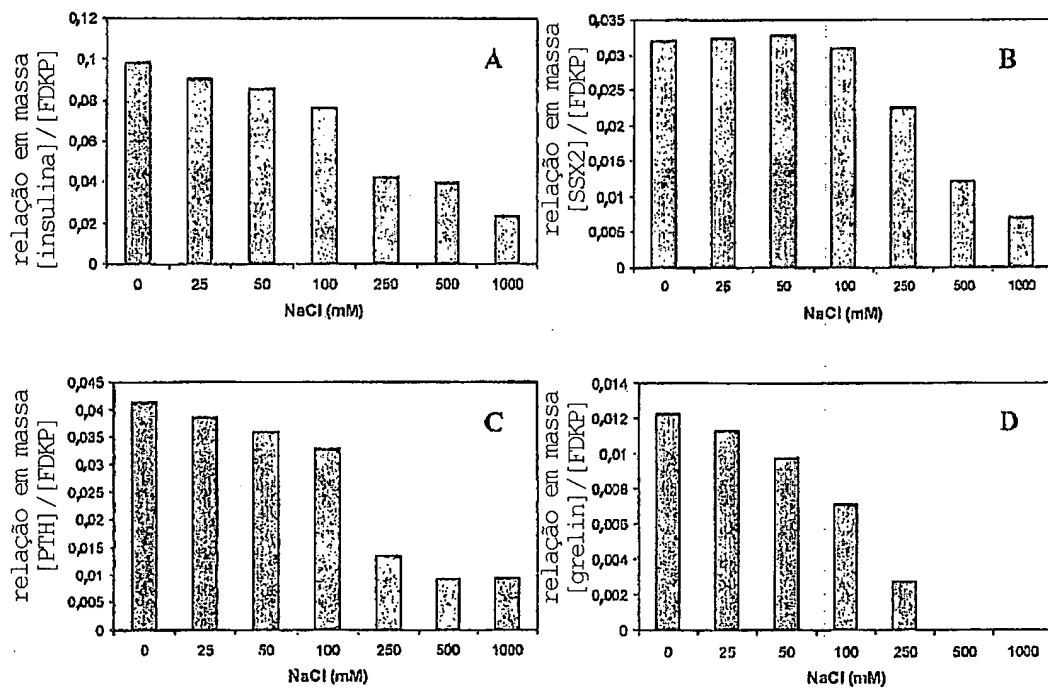 relação em massa
[insulina]/[FDKP]
0,12
0,1
0,08
0,06
0,04
0,02
0
A
0 25 50 100 250 500 1000
NaCl (mM)
relação em massa
[SSX2]/[FDKP]
0,035
0,03
0,025
0,02
0,015
0,01
0,005
0
B
0 25 50 100 250 500 1000
NaCl (mM)
relação em massa
[PTH]/[FDKP]
0,045
0,04
0,035
0,03
0,025
0,02
0,015
0,010
0,005
0
C
0 25 50 100 250 500 1000
NaCl (mM)
relação em massa
[grelin]/[FDKP]
0,014
0,012
0,01
0,008
0,006
0,004
0,002
0
D
0 25 50 100 250 500 1000
NaCl (mM)